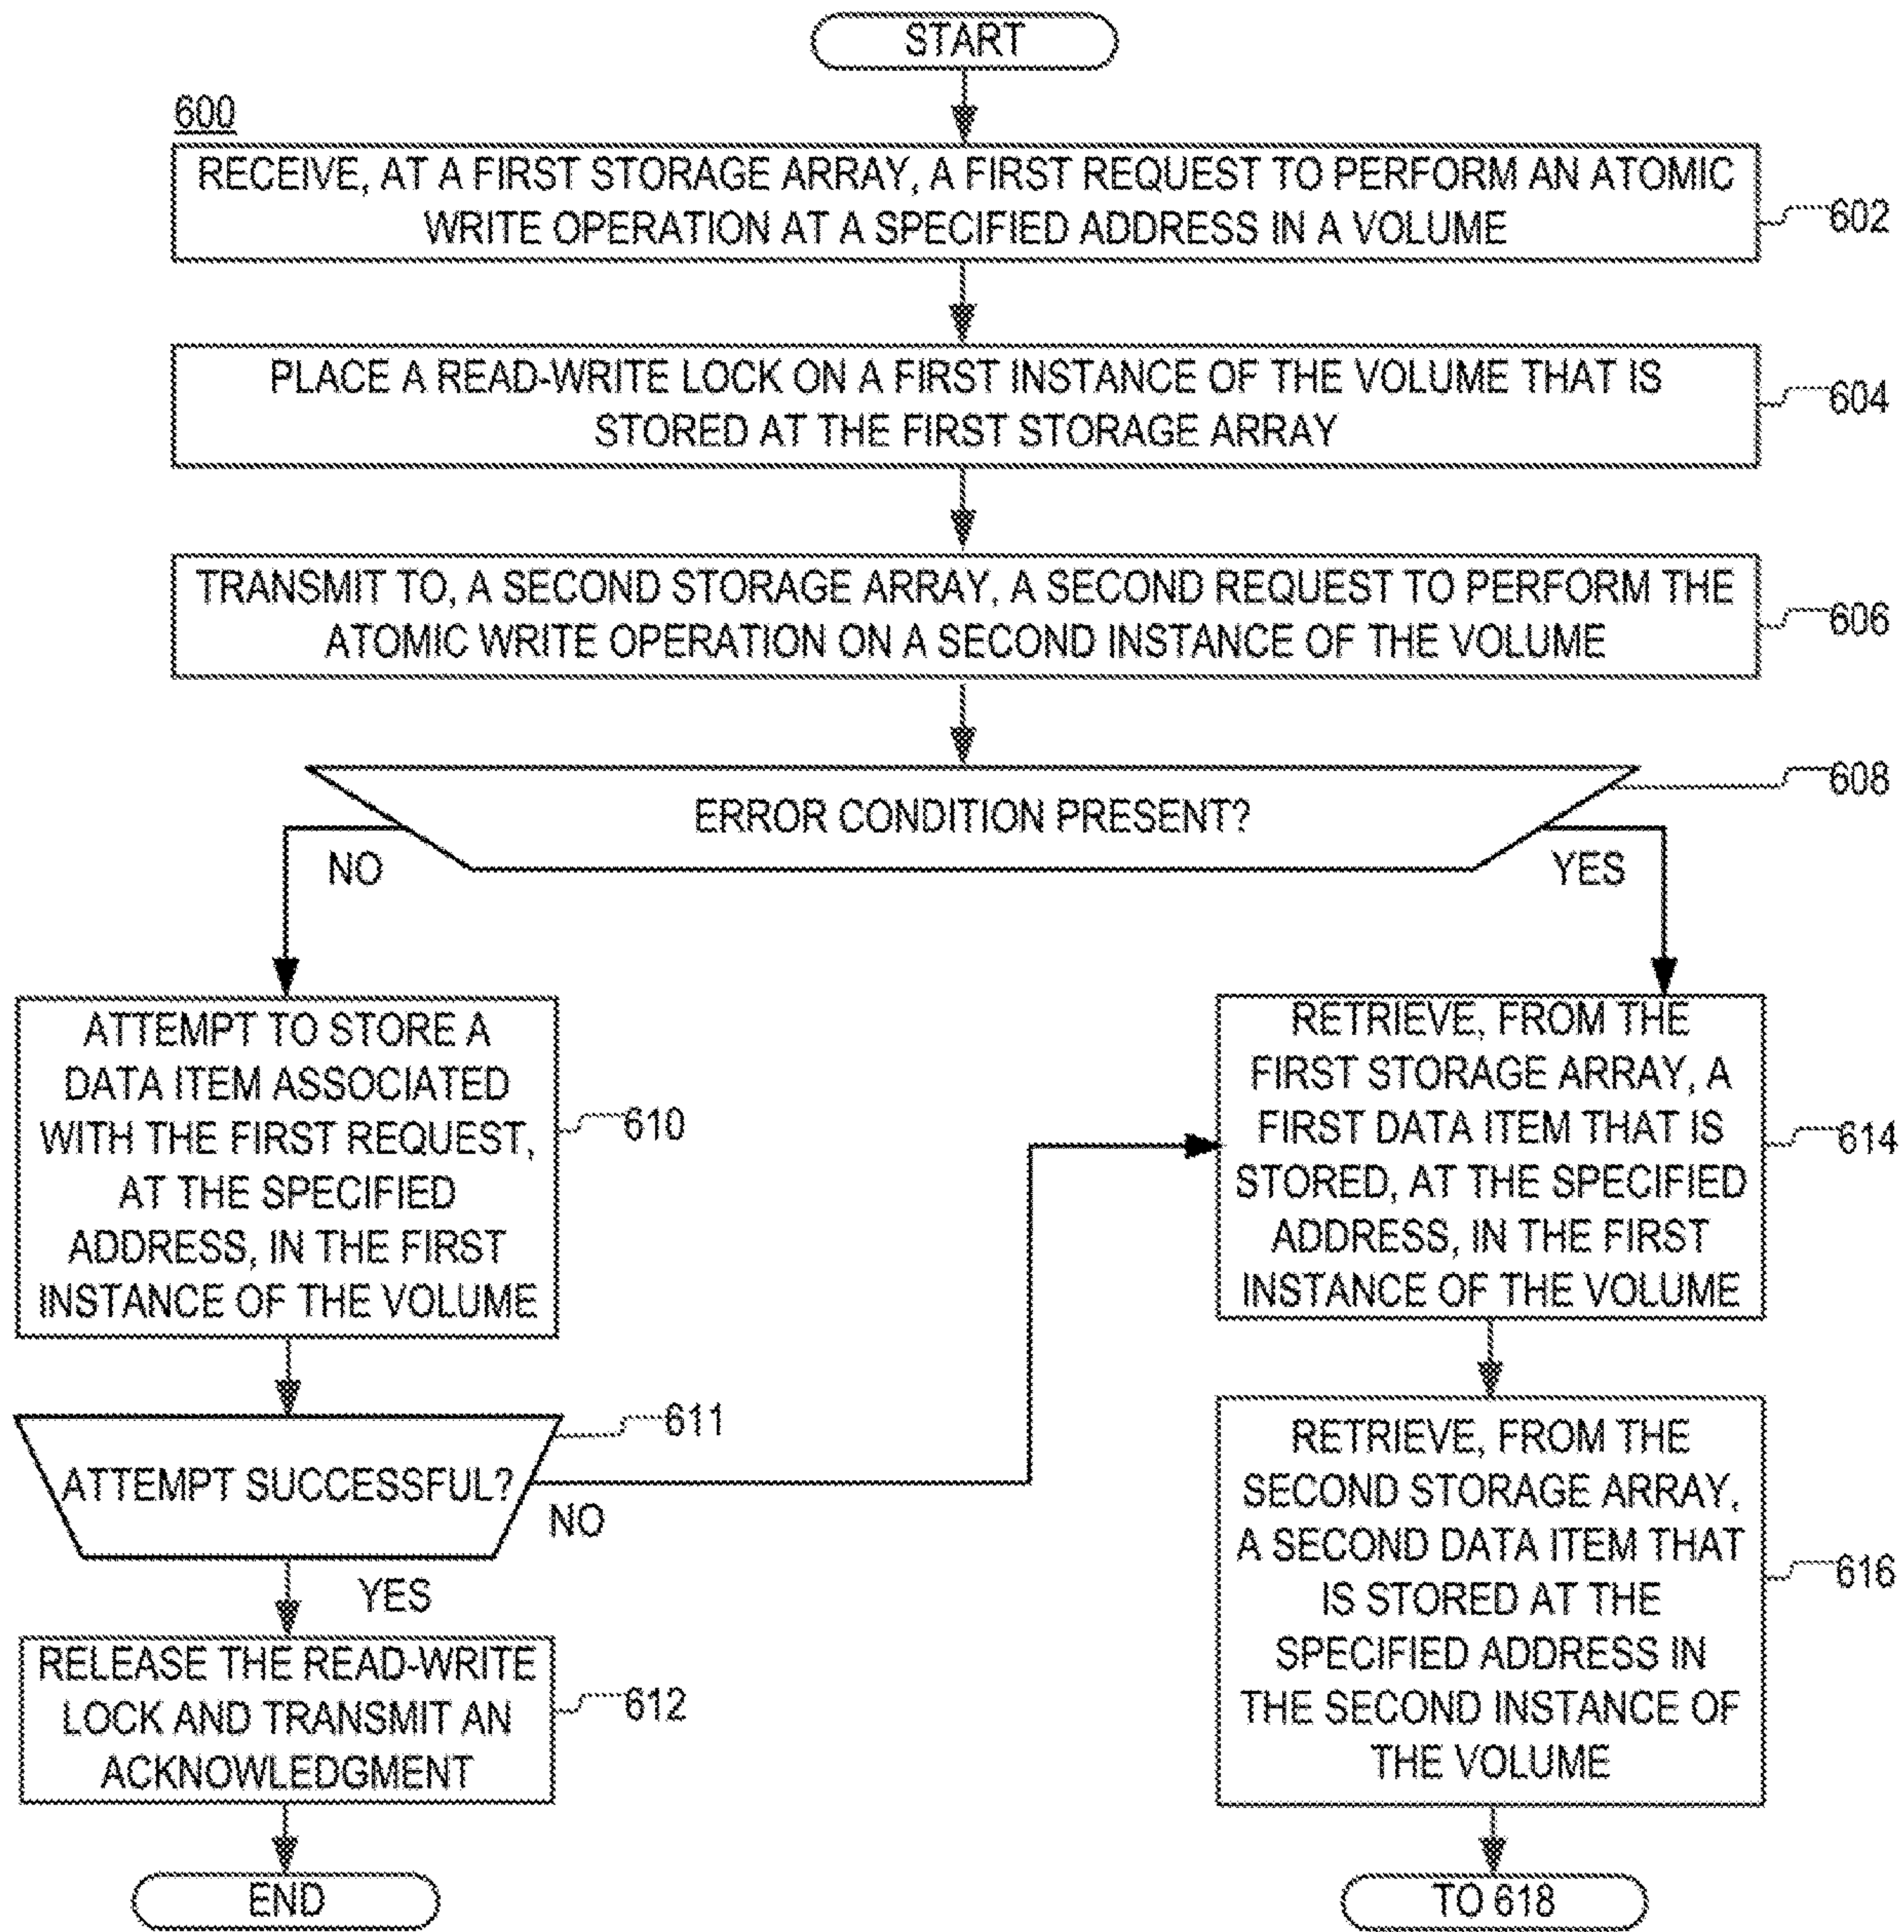 START
600
RECEIVE, AT A FIRST STORAGE ARRAY, A FIRST REQUEST TO PERFORM AN ATOMIC
WRITE OPERATION AT A SPECIFIED ADDRESS IN A VOLUME
602
PLACE A READ-WRITE LOCK ON A FIRST INSTANCE OF THE VOLUME THAT IS
STORED AT THE FIRST STORAGE ARRAY
604
TRANSMIT TO, A SECOND STORAGE ARRAY, A SECOND REQUEST TO PERFORM THE
ATOMIC WRITE OPERATION ON A SECOND INSTANCE OF THE VOLUME
606
ERROR CONDITION PRESENT?
608
NO
YES
ATTEMPT TO STORE A
DATA ITEM ASSOCIATED
WITH THE FIRST REQUEST,
AT THE SPECIFIED
ADDRESS, IN THE FIRST
INSTANCE OF THE VOLUME
610
ATTEMPT SUCCESSFUL?
611
NO
YES
RELEASE THE READ-WRITE
LOCK AND TRANSMIT AN
ACKNOWLEDGMENT
612
END
RETRIEVE, FROM THE
FIRST STORAGE ARRAY, A
FIRST DATA ITEM THAT IS
STORED, AT THE SPECIFIED
ADDRESS, IN THE FIRST
INSTANCE OF THE VOLUME
614
RETRIEVE, FROM THE
SECOND STORAGE ARRAY,
A SECOND DATA ITEM THAT
IS STORED AT THE
SPECIFIED ADDRESS IN
THE SECOND INSTANCE OF
THE VOLUME
616
TO 618